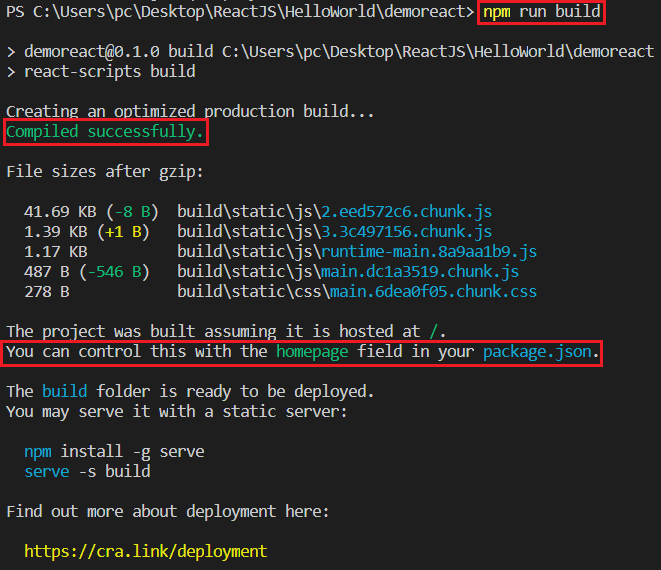 PS C:\Users\pc\Desktop\ReactJS\HelloWorld\demoreact> npm run build
> demoreact@0.1.0 build C:\Users\pc\Desktop\ReactJS\HelloWorld\demoreact
> react-scripts build
Creating an optimized production build...
Compiled successfully.
File sizes after gzip:
41.69 KB (-8 B)  build\static\js\2.eed572c6.chunk.js
1.39 KB (+1 B)   build\static\js\3.3c497156.chunk.js
1.17 KB          build\static\js\runtime-main.8a9aa1b9.js
487 B (-546 B)   build\static\js\main.dc1a3519.chunk.js
278 B            build\static\css\main.6dea0f05.chunk.css
The project was built assuming it is hosted at /.
You can control this with the homepage field in your package.json.
The build folder is ready to be deployed.
You may serve it with a static server:
npm install -g serve
serve -s build
Find out more about deployment here:
https://cra.link/deployment